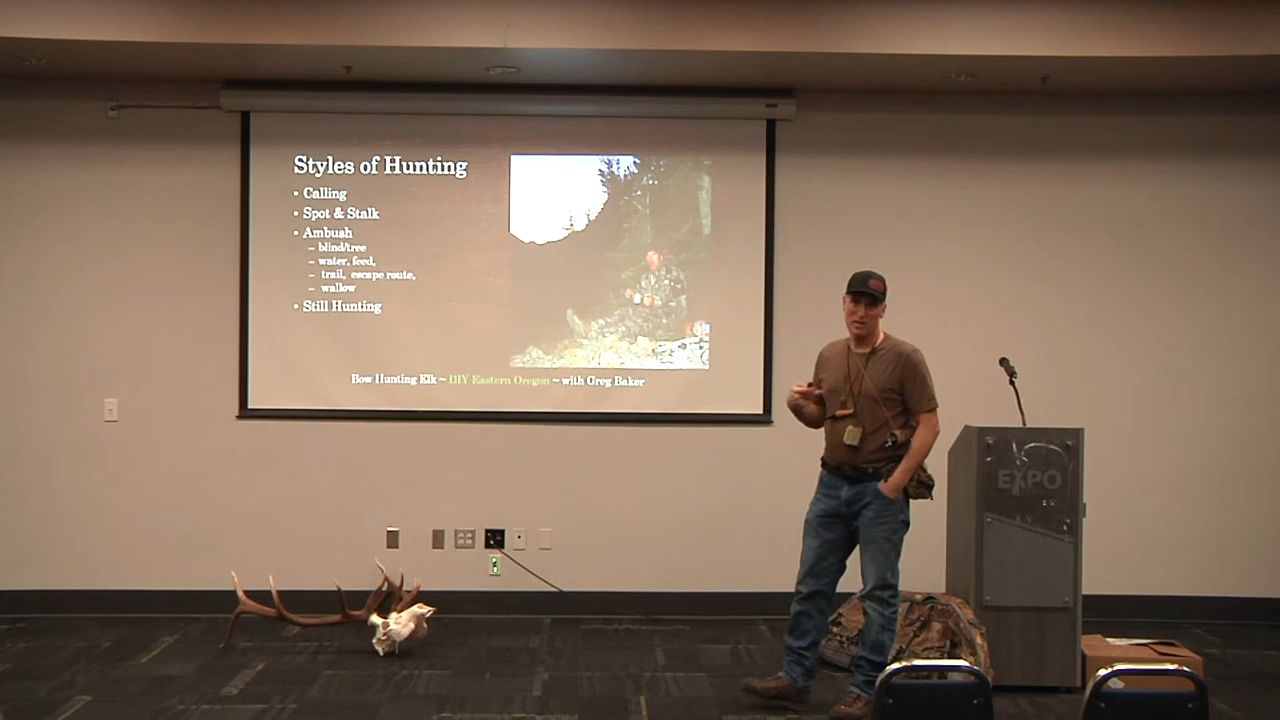 Styles of Hunting
• Calling
• Spot & Stalk
• Ambush
– blind/tree
– water, feed,
– trail, escape route,
– wallow
• Still Hunting
Bow Hunting Elk ~ DIY Eastern Oregon ~ with Greg Baker
EXPO